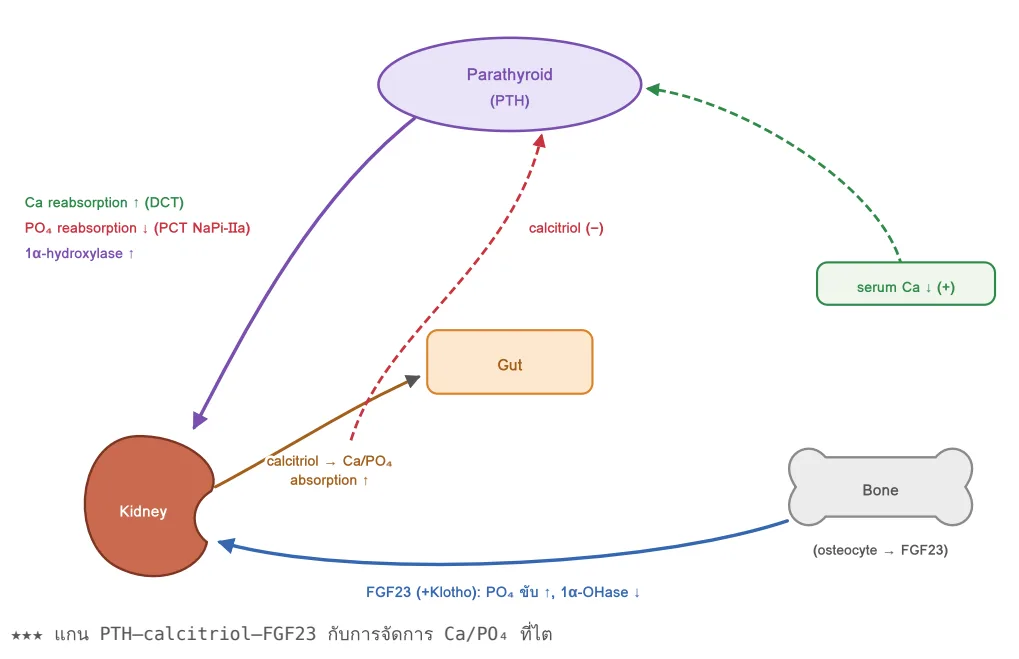 Parathyroid
(PTH)
Ca reabsorption ↑ (DCT)
PO₄ reabsorption ↓ (PCT NaPi-IIa)
1α-hydroxylase ↑
calcitriol (−)
serum Ca ↓ (+)
Gut
calcitriol → Ca/PO₄
absorption ↑
Kidney
Bone
(osteocyte → FGF23)
FGF23 (+Klotho): PO₄ ขับ ↑, 1α-OHase ↓
★★★ แกน PTH–calcitriol–FGF23 กับการจัดการ Ca/PO₄ ที่ไต